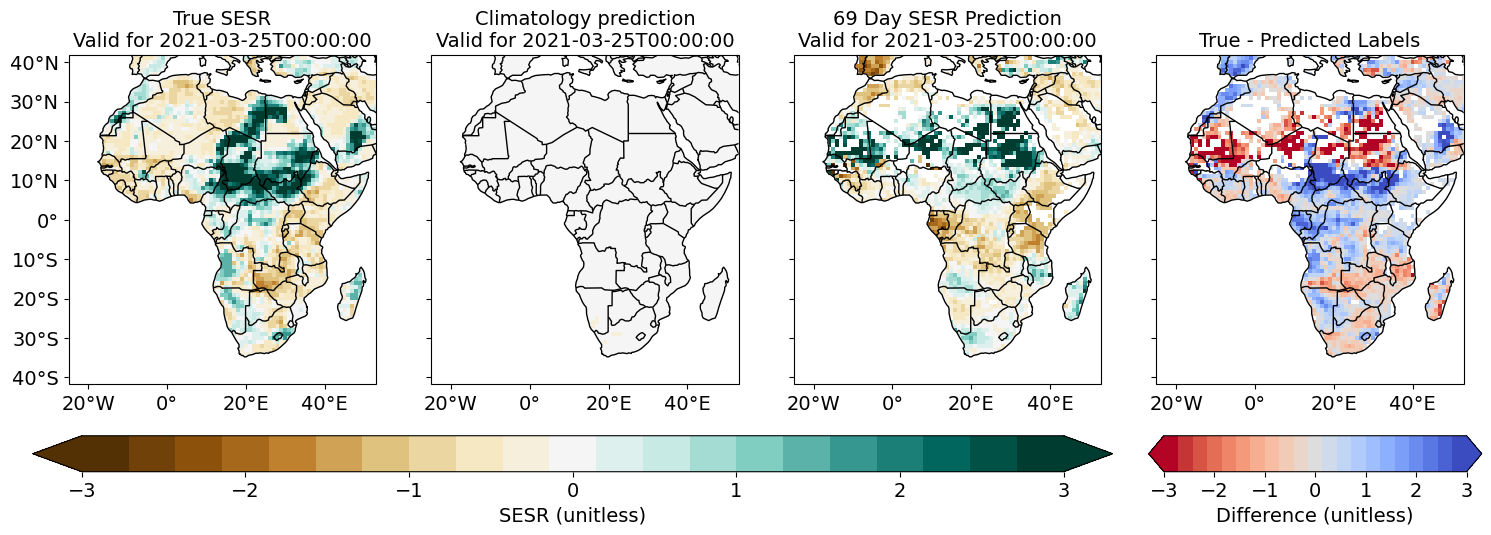 True SESR
Valid for 2021-03-25T00:00:00
Climatology prediction
Valid for 2021-03-25T00:00:00
69 Day SESR Prediction
Valid for 2021-03-25T00:00:00
True - Predicted Labels
40°N
30°N
20°N
10°N
0°
10°S
20°S
30°S
40°S
20°W 0° 20°E 40°E
20°W 0° 20°E 40°E
20°W 0° 20°E 40°E
20°W 0° 20°E 40°E
−3 −2 −1 0 1 2 3
SESR (unitless)
−3 −2 −1 0 1 2 3
Difference (unitless)